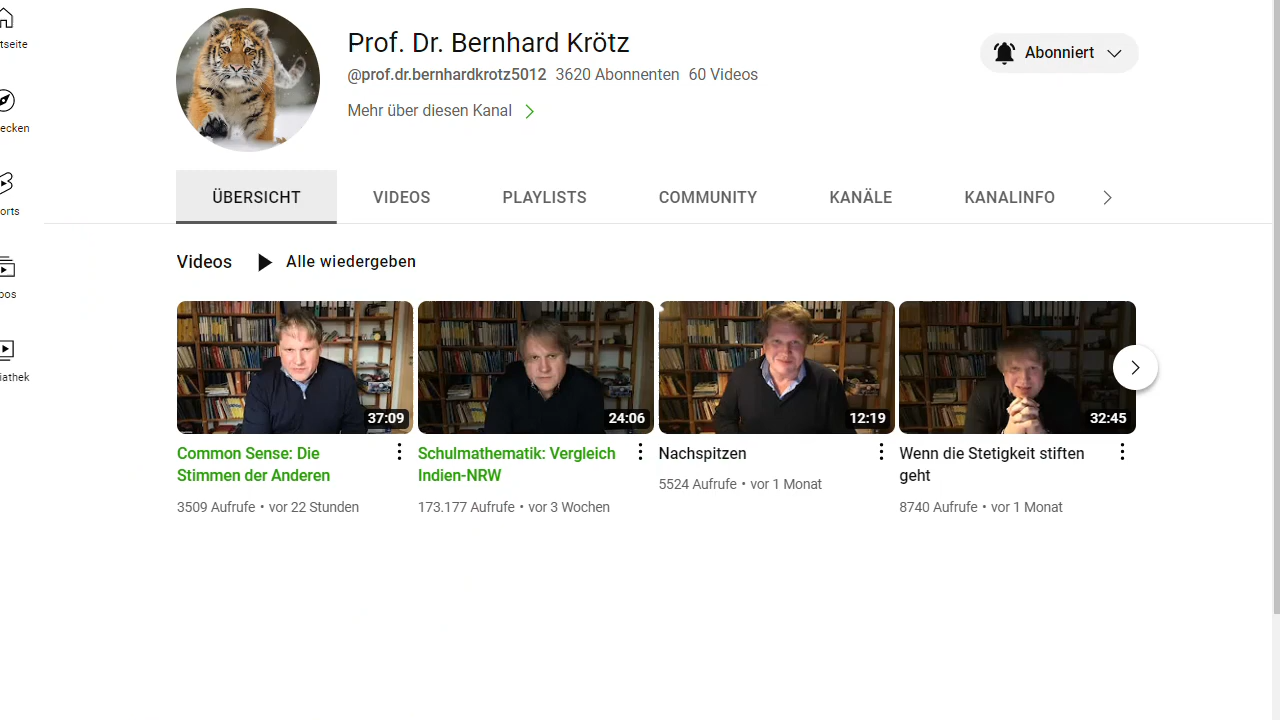 tseite
ecken
orts
bos
iathek
Prof. Dr. Bernhard Krötz
@prof.dr.bernhardkrotz5012 3620 Abonnenten 60 Videos
Mehr über diesen Kanal
Abonniert
ÜBERSICHT VIDEOS PLAYLISTS COMMUNITY KANÄLE KANALINFO
Videos Alle wiedergeben
37:09 24:06 12:19 32:45
Common Sense: Die
Stimmen der Anderen
3509 Aufrufe • vor 22 Stunden
Schulmathematik: Vergleich
Indien-NRW
173.177 Aufrufe • vor 3 Wochen
Nachspitzen
5524 Aufrufe • vor 1 Monat
Wenn die Stetigkeit stiften
geht
8740 Aufrufe • vor 1 Monat